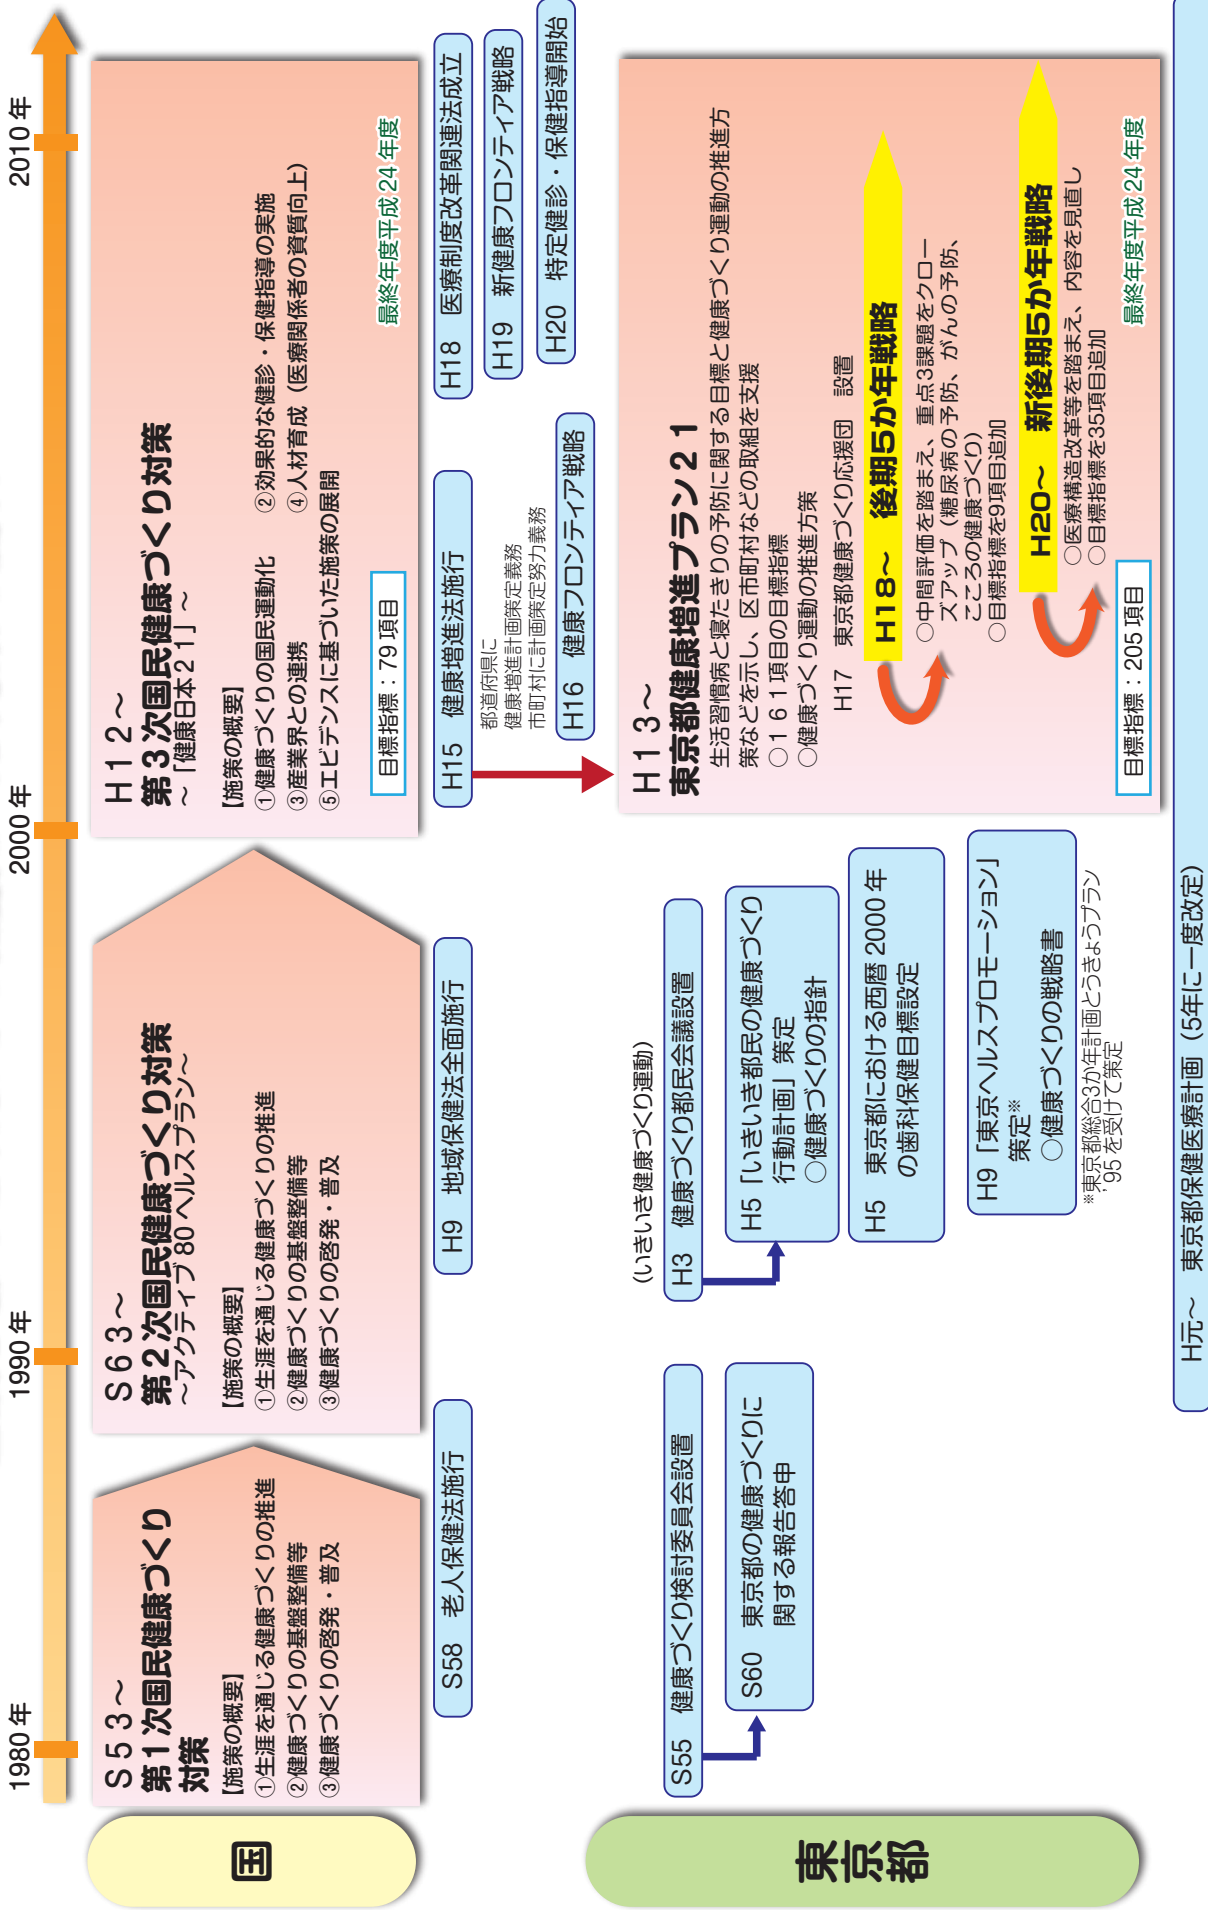 1980年
1990年
2000年
2010年
国
S53～
第1次国民健康づくり
対策
【施策の概要】
①生涯を通じる健康づくりの推進
②健康づくりの基盤整備等
③健康づくりの啓発・普及
S63～
第2次国民健康づくり対策
～アクティブ80ヘルスプラン～
【施策の概要】
①生涯を通じる健康づくりの推進
②健康づくりの基盤整備等
③健康づくりの啓発・普及
H12～
第3次国民健康づくり対策
～「健康日本21」～
【施策の概要】
①健康づくりの国民運動化　②効果的な健診・保健指導の実施
③産業界との連携　④人材育成（医療関係者の資質向上）
⑤エビデンスに基づいた施策の展開
目標指標：79項目
最終年度平成24年度
S58　老人保健法施行
H9　地域保健法全面施行
H15　健康増進法施行
都道府県に
健康増進計画策定義務
市町村に計画策定努力義務
H16　健康フロンティア戦略
H18　医療制度改革関連法成立
H19　新健康フロンティア戦略
H20　特定健診・保健指導開始
東京都
S55　健康づくり検討委員会設置
S60　東京都の健康づくりに
関する報告答申
（いきいき健康づくり運動）
H3　健康づくり都民会議設置
H5「いきいき都民の健康づくり
行動計画」策定
○健康づくりの指針
H5　東京都における西暦2000年
の歯科保健目標設定
H9「東京ヘルスプロモーション」
策定※
○健康づくりの戦略書
※東京都総合3か年計画とうきょうプラン
’95を受けて策定
H13～
東京都健康増進プラン21
生活習慣病と寝たきりの予防に関する目標と健康づくり運動の推進方
策などを示し、区市町村などの取組を支援
○161項目の目標指標
○健康づくり運動の推進方策
H17　東京都健康づくり応援団　設置
H18～　後期5か年戦略
○中間評価を踏まえ、重点3課題をクロー
ズアップ（糖尿病の予防、がんの予防、
こころの健康づくり）
○目標指標を9項目追加
H20～　新後期5か年戦略
○医療構造改革等を踏まえ、内容を見直し
○目標指標を35項目追加
目標指標：205項目
最終年度平成24年度
H元～　東京都保健医療計画（5年に一度改定）